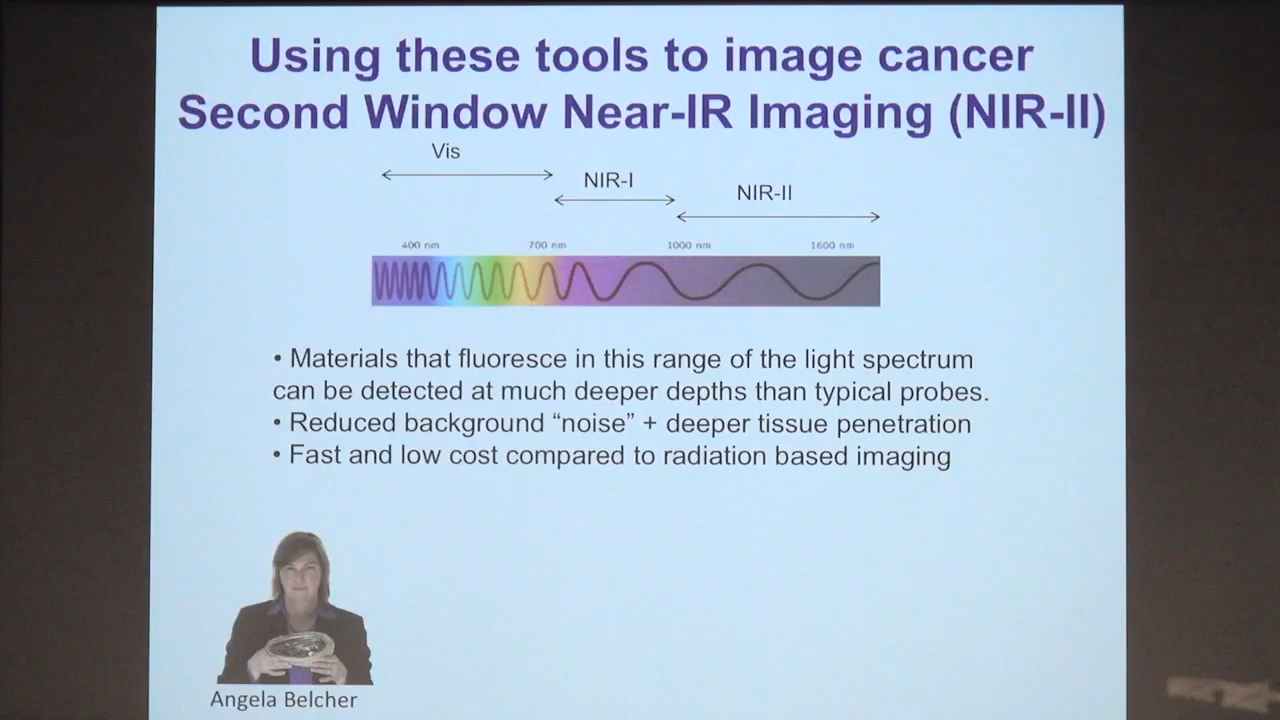 Using these tools to image cancer
Second Window Near-IR Imaging (NIR-II)
Vis
NIR-I
NIR-II
400 nm
700 nm
1000 nm
1600 nm
• Materials that fluoresce in this range of the light spectrum
can be detected at much deeper depths than typical probes.
• Reduced background “noise” + deeper tissue penetration
• Fast and low cost compared to radiation based imaging
Angela Belcher